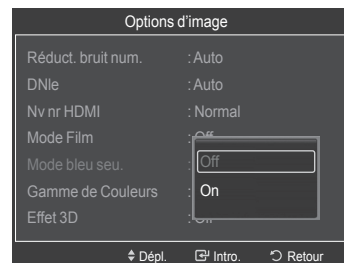 Options d'image
Réduct. bruit num. : Auto
DNIe : Auto
Nv nr HDMI : Normal
Mode Film : Off
Mode bleu seu. : Off
Gamme de Couleurs : On
Effet 3D : Off
Dépl. Intro. Retour